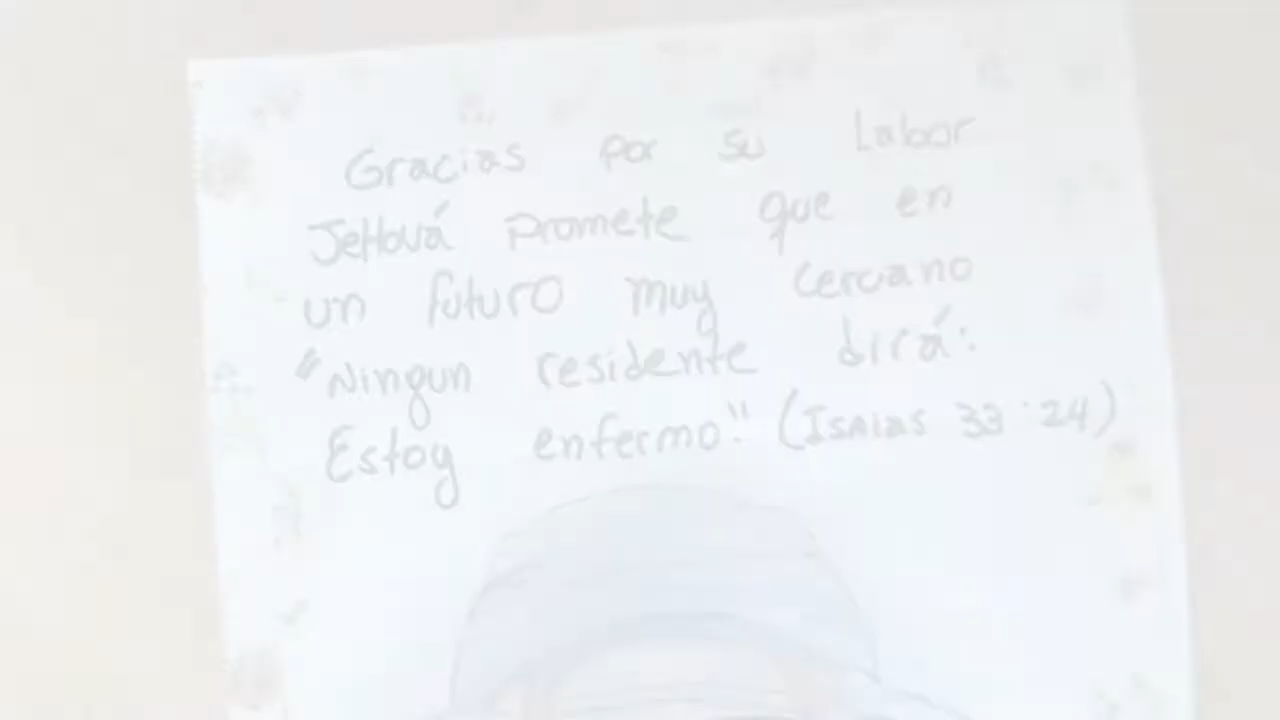 Gracias por su Labor
JeHová promete que en
un futuro muy cercano
"Ningun residente dirá:
Estoy enfermo." (Isaias 33:24)